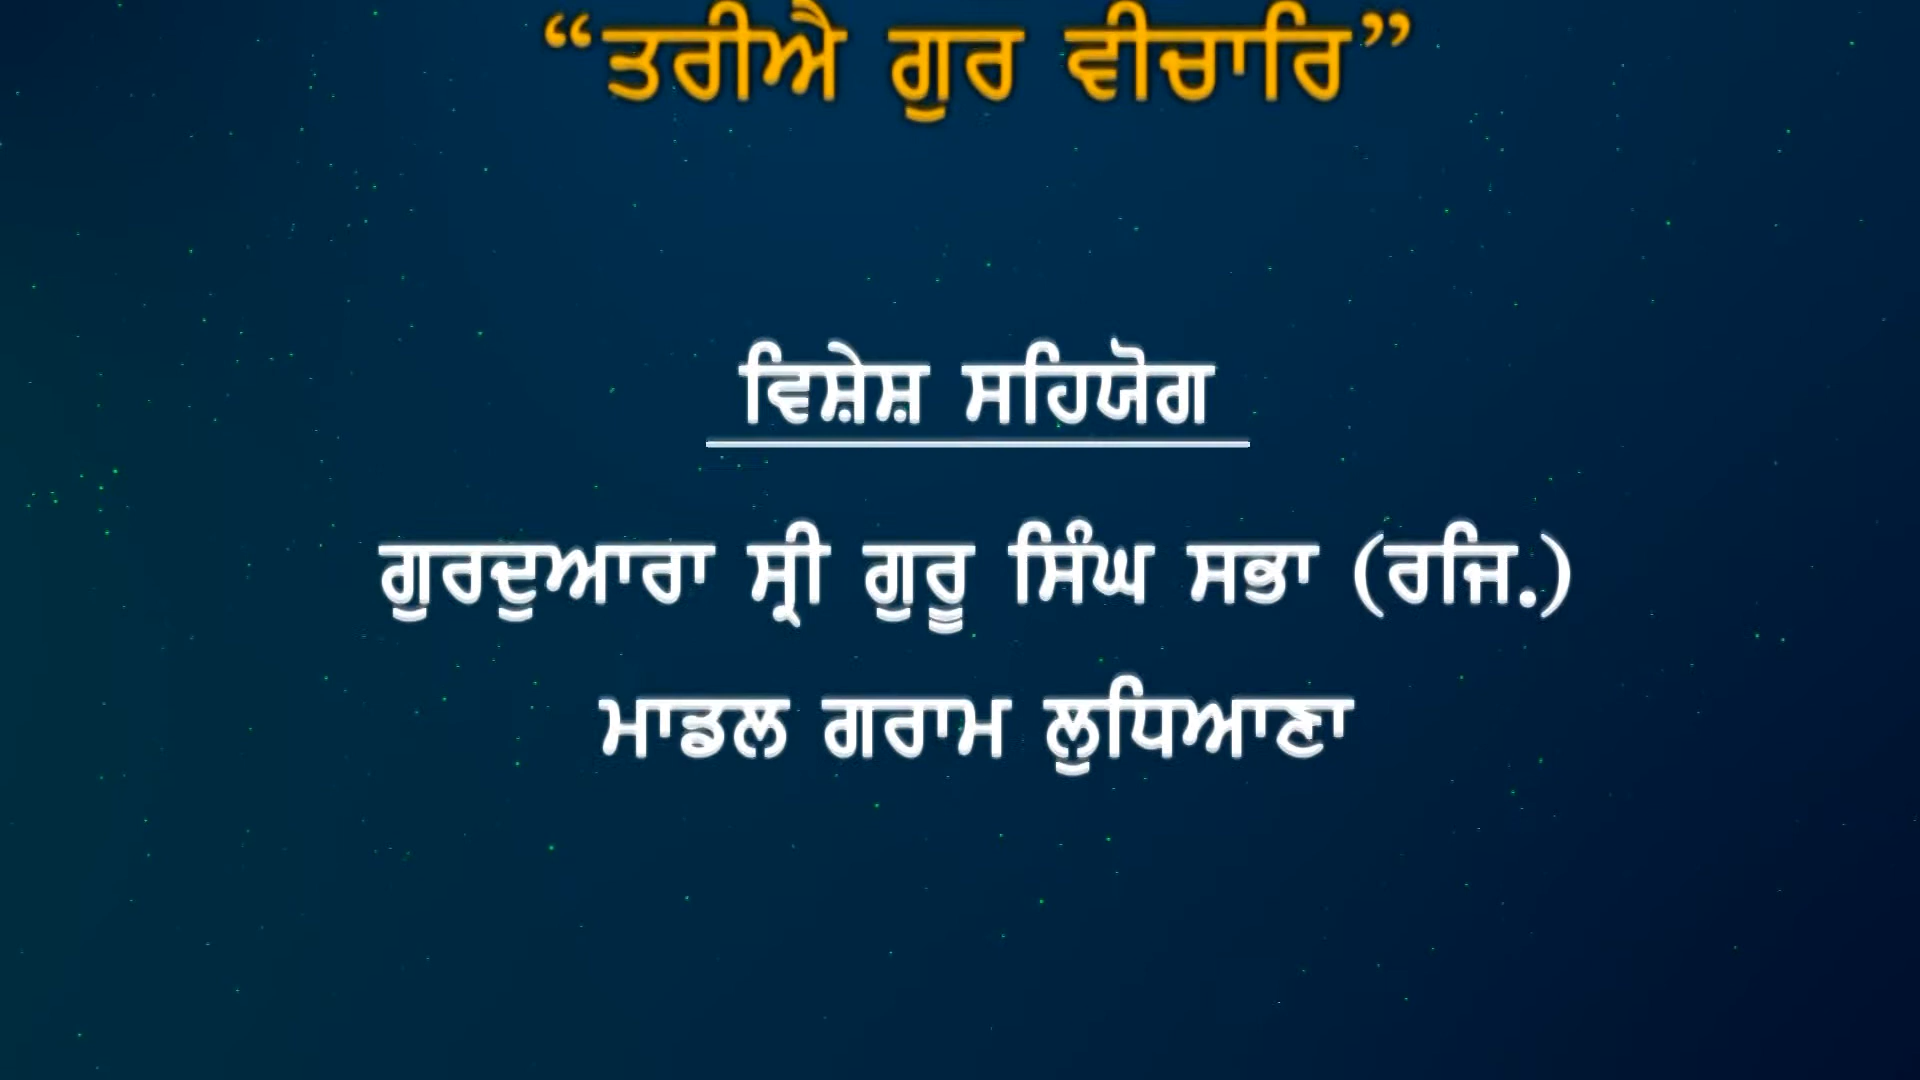 “ਤਰੀਐ ਗੁਰ ਵੀਚਾਰਿ”
ਵਿਸ਼ੇਸ਼ ਸਹਿਯੋਗ
ਗੁਰਦੁਆਰਾ ਸ੍ਰੀ ਗੁਰੂ ਸਿੰਘ ਸਭਾ (ਰਜਿ.)
ਮਾਡਲ ਗਰਾਮ ਲੁਧਿਆਣਾ